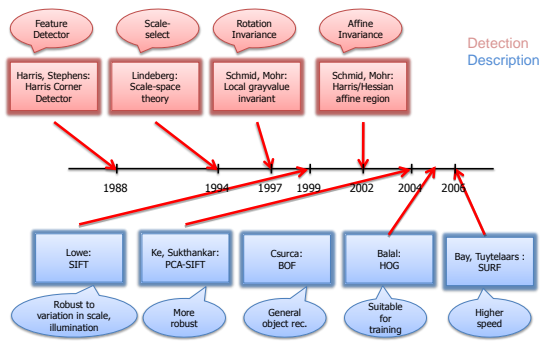 Feature
Detector
Scale-
select
Rotation
Invariance
Affine
Invariance
Detection
Description
Harris, Stephens:
Harris Corner
Detector
Lindeberg:
Scale-space
theory
Schmid, Mohr:
Local grayvalue
invariant
Schmid, Mohr:
Harris/Hessian
affine region
1988
1994
1997
1999
2002
2004
2006
Lowe:
SIFT
Ke, Sukthankar:
PCA-SIFT
Csurca:
BOF
Balal:
HOG
Bay, Tuytelaars :
SURF
Robust to
variation in scale,
illumination
More
robust
General
object rec.
Suitable
for
training
Higher
speed